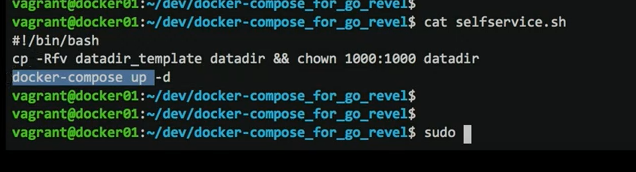 vagrant@docker01:~/dev/docker-compose_for_go_revel$
vagrant@docker01:~/dev/docker-compose_for_go_revel$ cat selfservice.sh
#!/bin/bash
cp -Rfv datadir_template datadir && chown 1000:1000 datadir
docker-compose up -d
vagrant@docker01:~/dev/docker-compose_for_go_revel$
vagrant@docker01:~/dev/docker-compose_for_go_revel$
vagrant@docker01:~/dev/docker-compose_for_go_revel$ sudo